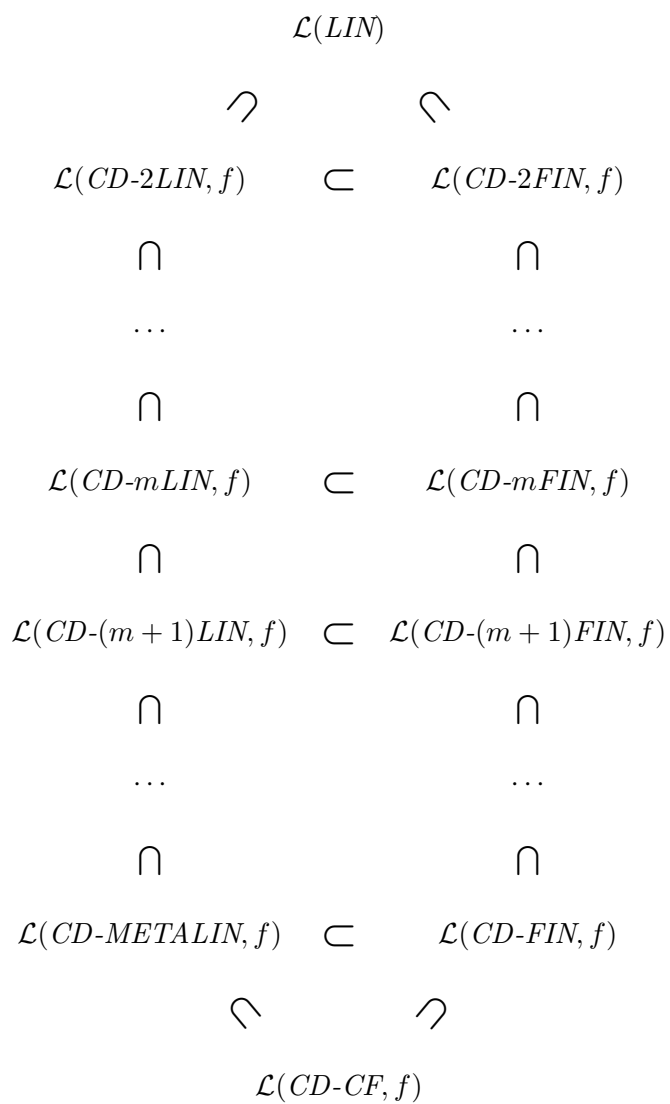 ℒ(LIN)
∩ ∩
ℒ(CD-2LIN, f) ⊂ ℒ(CD-2FIN, f)
∩ ∩
... ...
∩ ∩
ℒ(CD-mLIN, f) ⊂ ℒ(CD-mFIN, f)
∩ ∩
ℒ(CD-(m + 1)LIN, f) ⊂ ℒ(CD-(m + 1)FIN, f)
∩ ∩
... ...
∩ ∩
ℒ(CD-METALIN, f) ⊂ ℒ(CD-FIN, f)
∩ ∩
ℒ(CD-CF, f)